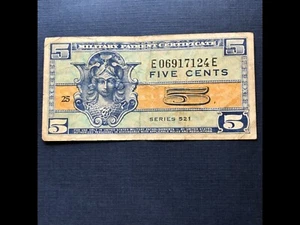 MILITARY PAYMENT CERTIFICATE
5
5
E06917124E
FIVE CENTS
25
5
SERIES 521
5
5